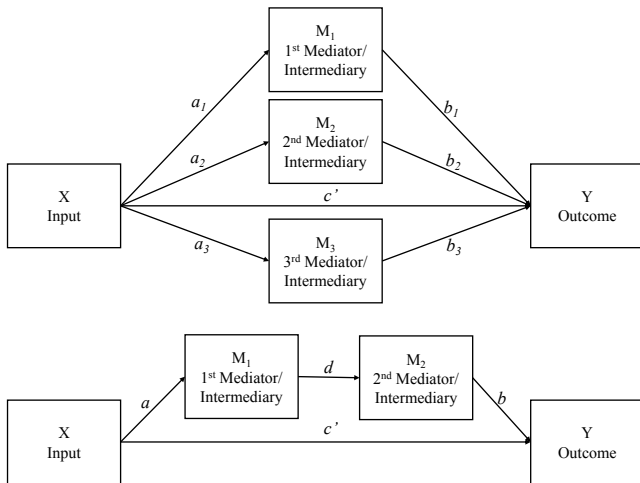 M₁
1ˢᵗ Mediator/
Intermediary
a₁
b₁
M₂
2ⁿᵈ Mediator/
Intermediary
a₂
b₂
X
Input
c’
Y
Outcome
a₃
b₃
M₃
3ʳᵈ Mediator/
Intermediary
M₁
1ˢᵗ Mediator/
Intermediary
d
M₂
2ⁿᵈ Mediator/
Intermediary
a
b
X
Input
c’
Y
Outcome